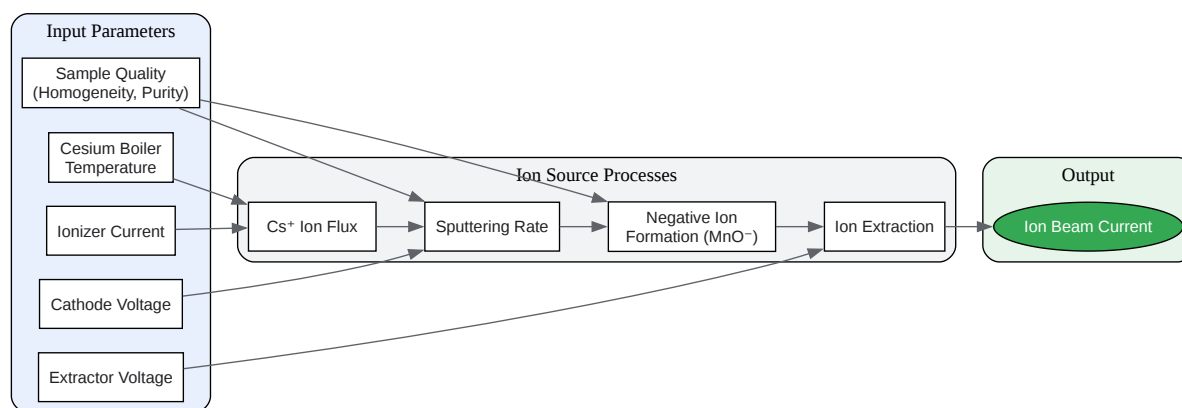 Input Parameters
Sample Quality
(Homogeneity, Purity)
Cesium Boiler
Temperature
Ionizer Current
Cathode Voltage
Extractor Voltage
Ion Source Processes
Cs⁺ Ion Flux
Sputtering Rate
Negative Ion
Formation (MnO⁻)
Ion Extraction
Output
Ion Beam Current